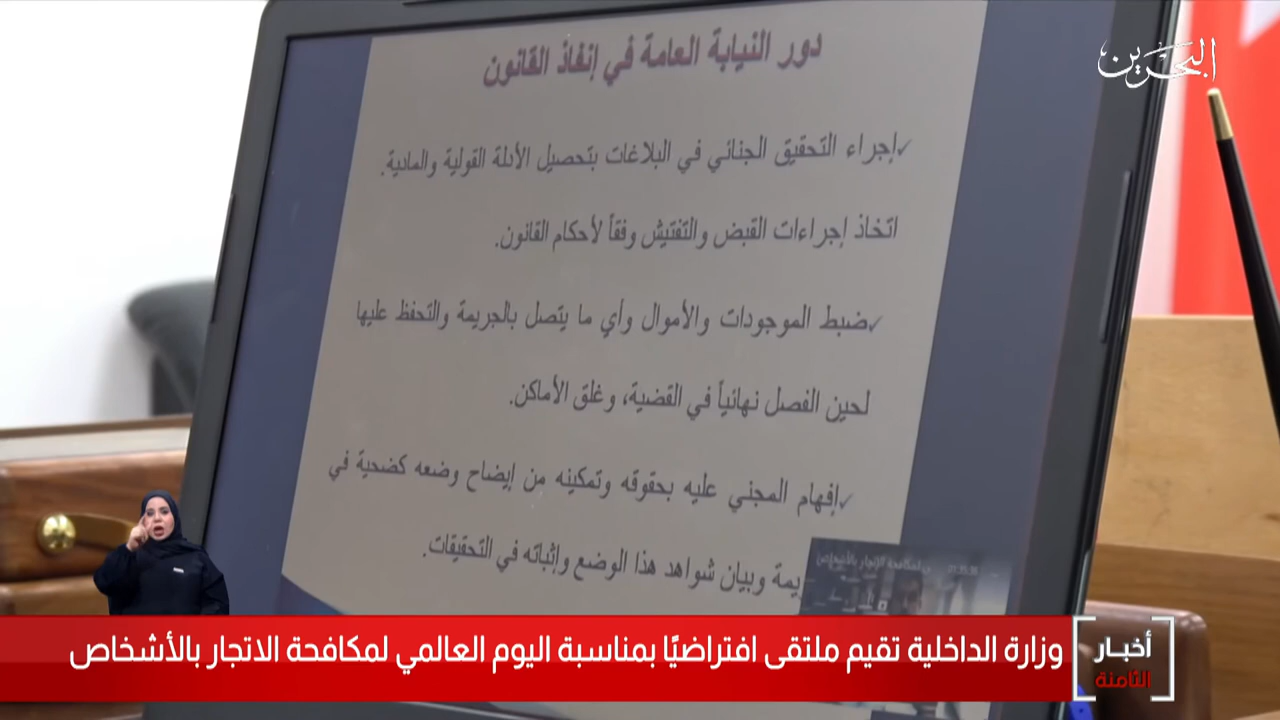 البحرين
دور النيابة العامة في إنفاذ القانون
✓إجراء التحقيق الجنائي في البلاغات بتحصيل الأدلة القولية والمادية.
اتخاذ إجراءات القبض والتفتيش وفقاً لأحكام القانون.
✓ضبط الموجودات والأموال وأي ما يتصل بالجريمة والتحفظ عليها
لحين الفصل نهائياً في القضية، وغلق الأماكن.
✓إفهام المجني عليه بحقوقه وتمكينه من إيضاح وضعه كضحية في
يمة وبيان شواهد هذا الوضع وإثباته في التحقيقات.
لمكافحة الإتجار بالأشخاص
أخبار
الثامنة
وزارة الداخلية تقيم ملتقى افتراضيًا بمناسبة اليوم العالمي لمكافحة الاتجار بالأشخاص